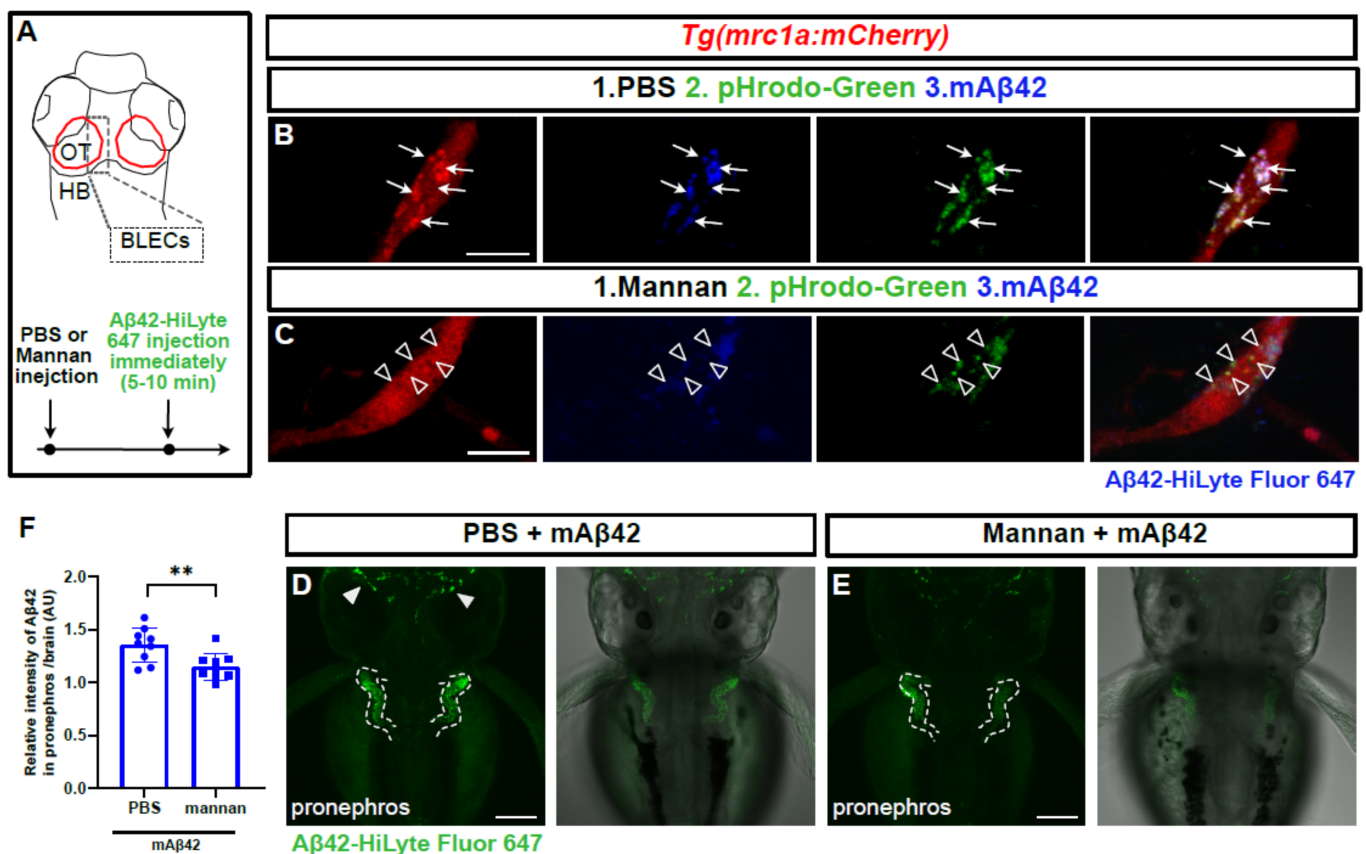 A
OT
HB
BLECs
PBS or
Mannan
inejction
Aβ42-HiLyte
647 injection
immediately
(5-10 min)
Tg(mrc1a:mCherry)
1.PBS 2. pHrodo-Green 3.mAβ42
B
1.Mannan 2. pHrodo-Green 3.mAβ42
C
Aβ42-HiLyte Fluor 647
F
Relative intensity of Aβ42
in pronephros /brain (AU)
2.0
1.5
1.0
0.5
0.0
**
PBS
mannan
mAβ42
PBS + mAβ42
D
pronephros
Aβ42-HiLyte Fluor 647
Mannan + mAβ42
E
pronephros